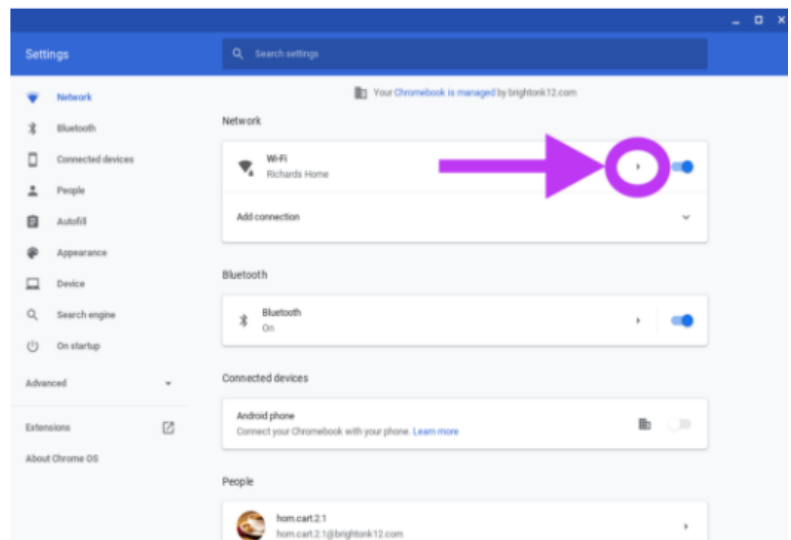 Settings
Search settings
Network
Bluetooth
Connected devices
People
Autofill
Appearance
Device
Search engine
On startup
Advanced
Extensions
About Chrome OS
Your Chromebook is managed by brightonk12.com
Network
Wi-Fi
Richards Home
Add connection
Bluetooth
Bluetooth
On
Connected devices
Android phone
Connect your Chromebook with your phone. Learn more
People
hom.cart.2.1
hom.cart.2.1@brightonk12.com